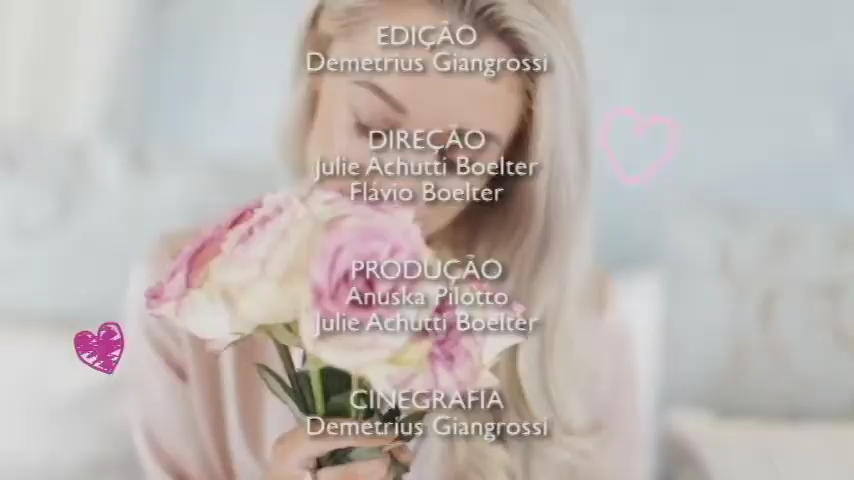 EDIÇÃO
Demetrius Giangrossi
DIREÇÃO
Julie Achutti Boelter
Flávio Boelter
PRODUÇÃO
Anuska Pilotto
Julie Achutti Boelter
CINEGRAFIA
Demetrius Giangrossi